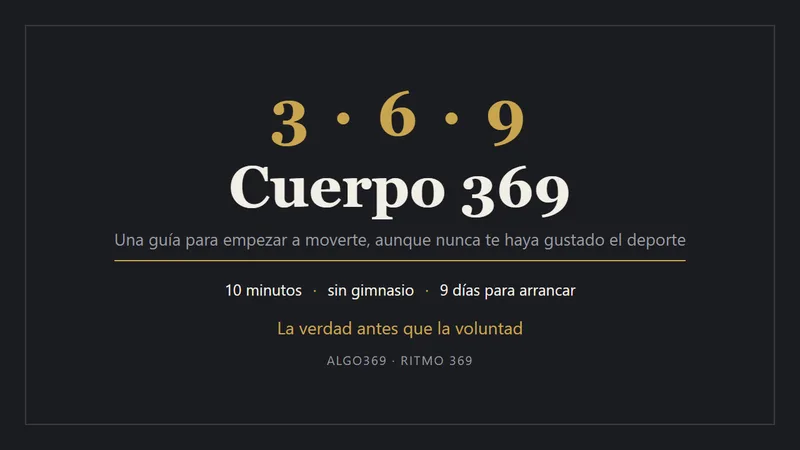 3 · 6 · 9
Cuerpo 369
Una guía para empezar a moverte, aunque nunca te haya gustado el deporte
10 minutos · sin gimnasio · 9 días para arrancar
La verdad antes que la voluntad
ALGO369 · RITMO 369